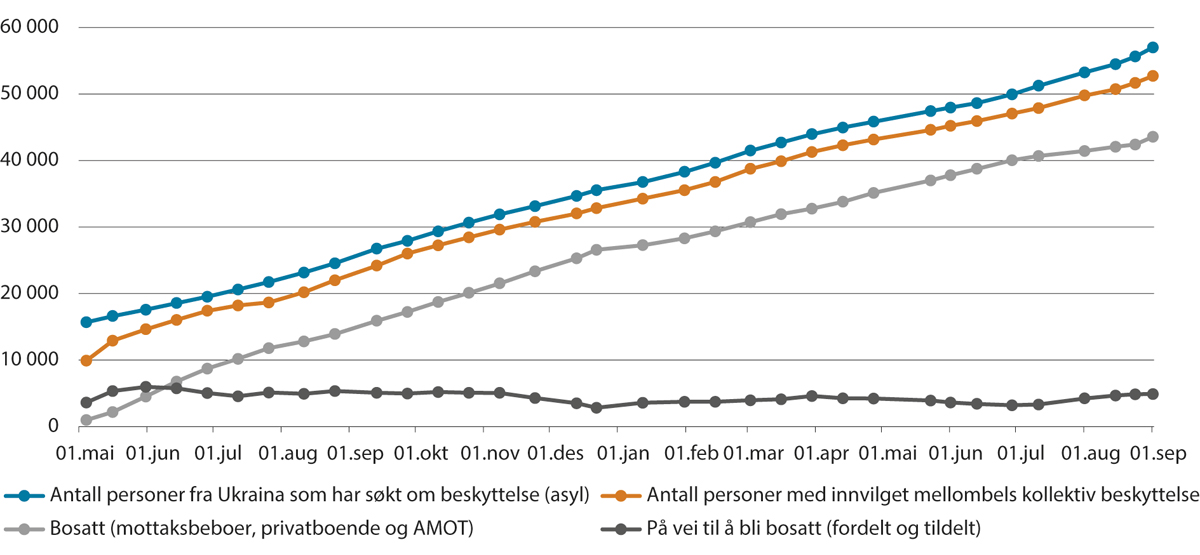 60 000
50 000
40 000
30 000
20 000
10 000
0
01.mai 01.jun 01.jul 01.aug 01.sep 01.okt 01.nov 01.des 01.jan 01.feb 01.mar 01.apr 01.mai 01.jun 01.jul 01.aug 01.sep
Antall personer fra Ukraina som har søkt om beskyttelse (asyl) Antall personer med innvilget mellombels kollektiv beskyttelse
Bosatt (mottaksbeboer, privatboende og AMOT) På vei til å bli bosatt (fordelt og tildelt)